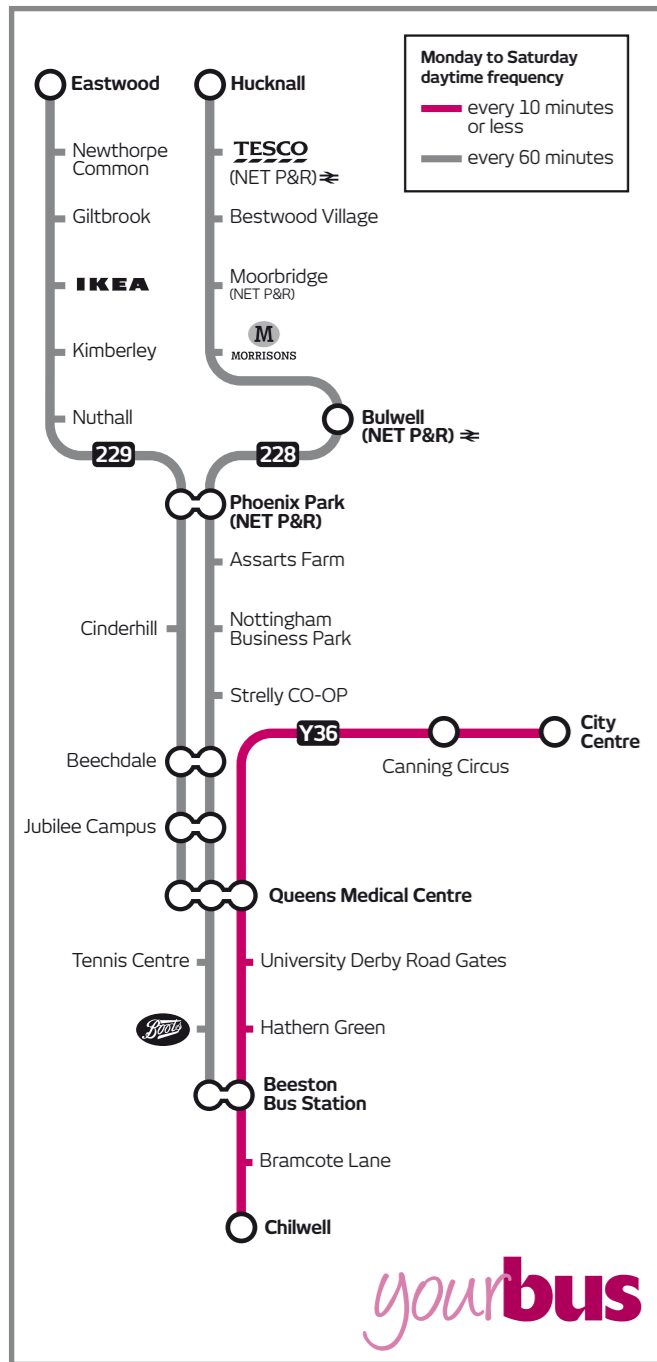 Eastwood
Hucknall
Monday to Saturday
daytime frequency
every 10 minutes
or less
every 60 minutes
Newthorpe
Common
TESCO
(NET P&R)
Giltbrook
Bestwood Village
IKEA
Moorbridge
(NET P&R)
Kimberley
M
MORRISONS
Nuthall
Bulwell
(NET P&R)
229
228
Phoenix Park
(NET P&R)
Assarts Farm
Cinderhill
Nottingham
Business Park
Strelly CO-OP
Y36
City
Centre
Canning Circus
Beechdale
Jubilee Campus
Queens Medical Centre
Tennis Centre
University Derby Road Gates
Boots
Hathern Green
Beeston
Bus Station
Bramcote Lane
Chilwell
yourbus